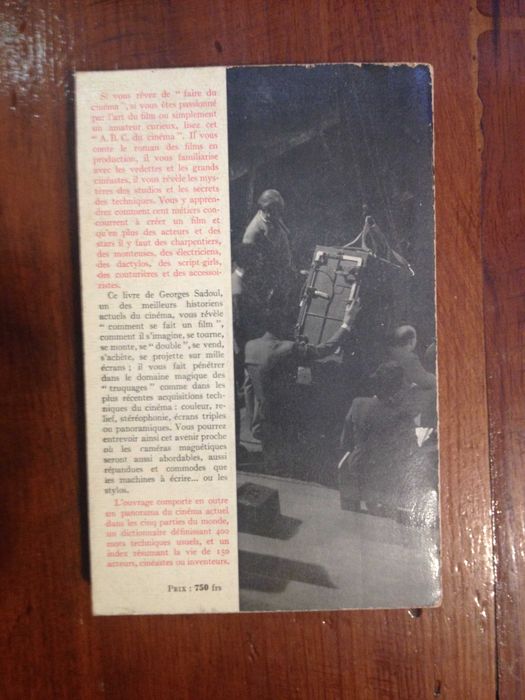 Si vous rêvez de " faire du
cinéma ", si vous êtes passionné
par l'art du film ou simplement
un amateur curieux, lisez cet
" A. B. C. du cinéma ". Il vous
conte le roman des films en
production, il vous familiarise
avec les vedettes et les grands
cinéastes, il vous révèle les mys-
tères des studios et les secrets
des techniques. Vous y appren-
drez comment cent métiers con-
courrent à créer un film et
qu'en plus des acteurs et des
stars il y faut des charpentiers,
des monteuses, des électriciens,
des dactylos, des script-girls,
des couturières et des accessoi-
ristes.
Ce livre de Georges Sadoul,
un des meilleurs historiens
actuels du cinéma, vous révèle
" comment se fait un film ",
comment il s'imagine, se tourne,
se monte, se " double ", se vend,
s'achète, se projette sur mille
écrans ; il vous fait pénétrer
dans le domaine magique des
" truquages " comme dans les
plus récentes acquisitions tech-
niques du cinéma : couleur, re-
lief, stéréophonie, écrans triples
ou panoramiques. Vous pourrez
entrevoir ainsi cet avenir proche
où les caméras magnétiques
seront aussi abordables, aussi
répandues et commodes que
les machines à écrire... ou les
stylos.
L'ouvrage comporte en outre
un panorama du cinéma actuel
dans les cinq parties du monde,
un dictionnaire définissant 400
mots techniques usuels, et un
index résumant la vie de 150
acteurs, cinéastes ou inventeurs.
PRIX : 750 frs